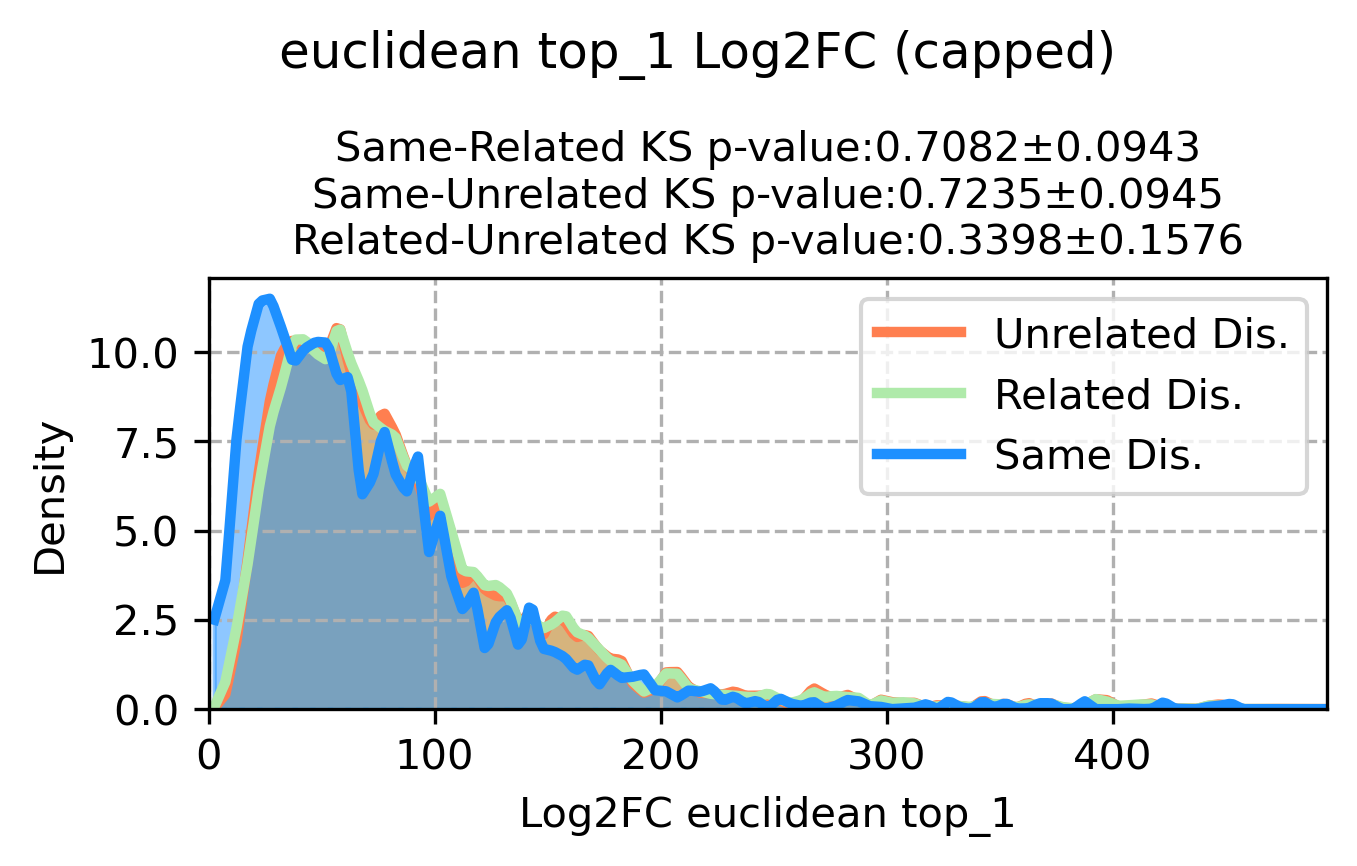 euclidean top_1 Log2FC (capped)
Same-Related KS p-value:0.7082±0.0943
Same-Unrelated KS p-value:0.7235±0.0945
Related-Unrelated KS p-value:0.3398±0.1576
Unrelated Dis.
Related Dis.
Same Dis.
Density
10.0
7.5
5.0
2.5
0.0
0 100 200 300 400
Log2FC euclidean top_1